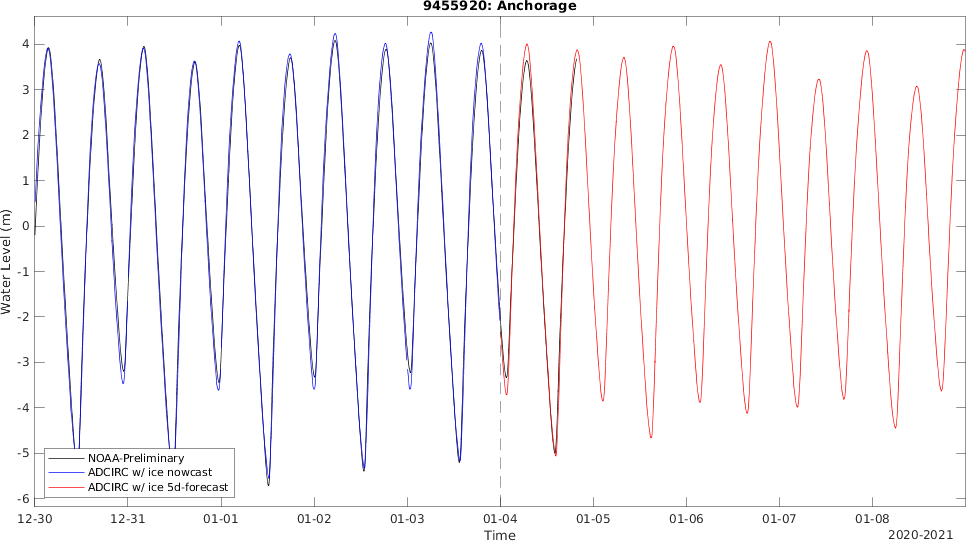 9455920: Anchorage
Water Level (m)
4
3
2
1
0
-1
-2
-3
-4
-5
-6
NOAA-Preliminary
ADCIRC w/ ice nowcast
ADCIRC w/ ice 5d-forecast
12-30 12-31 01-01 01-02 01-03 01-04 01-05 01-06 01-07 01-08
Time
2020-2021